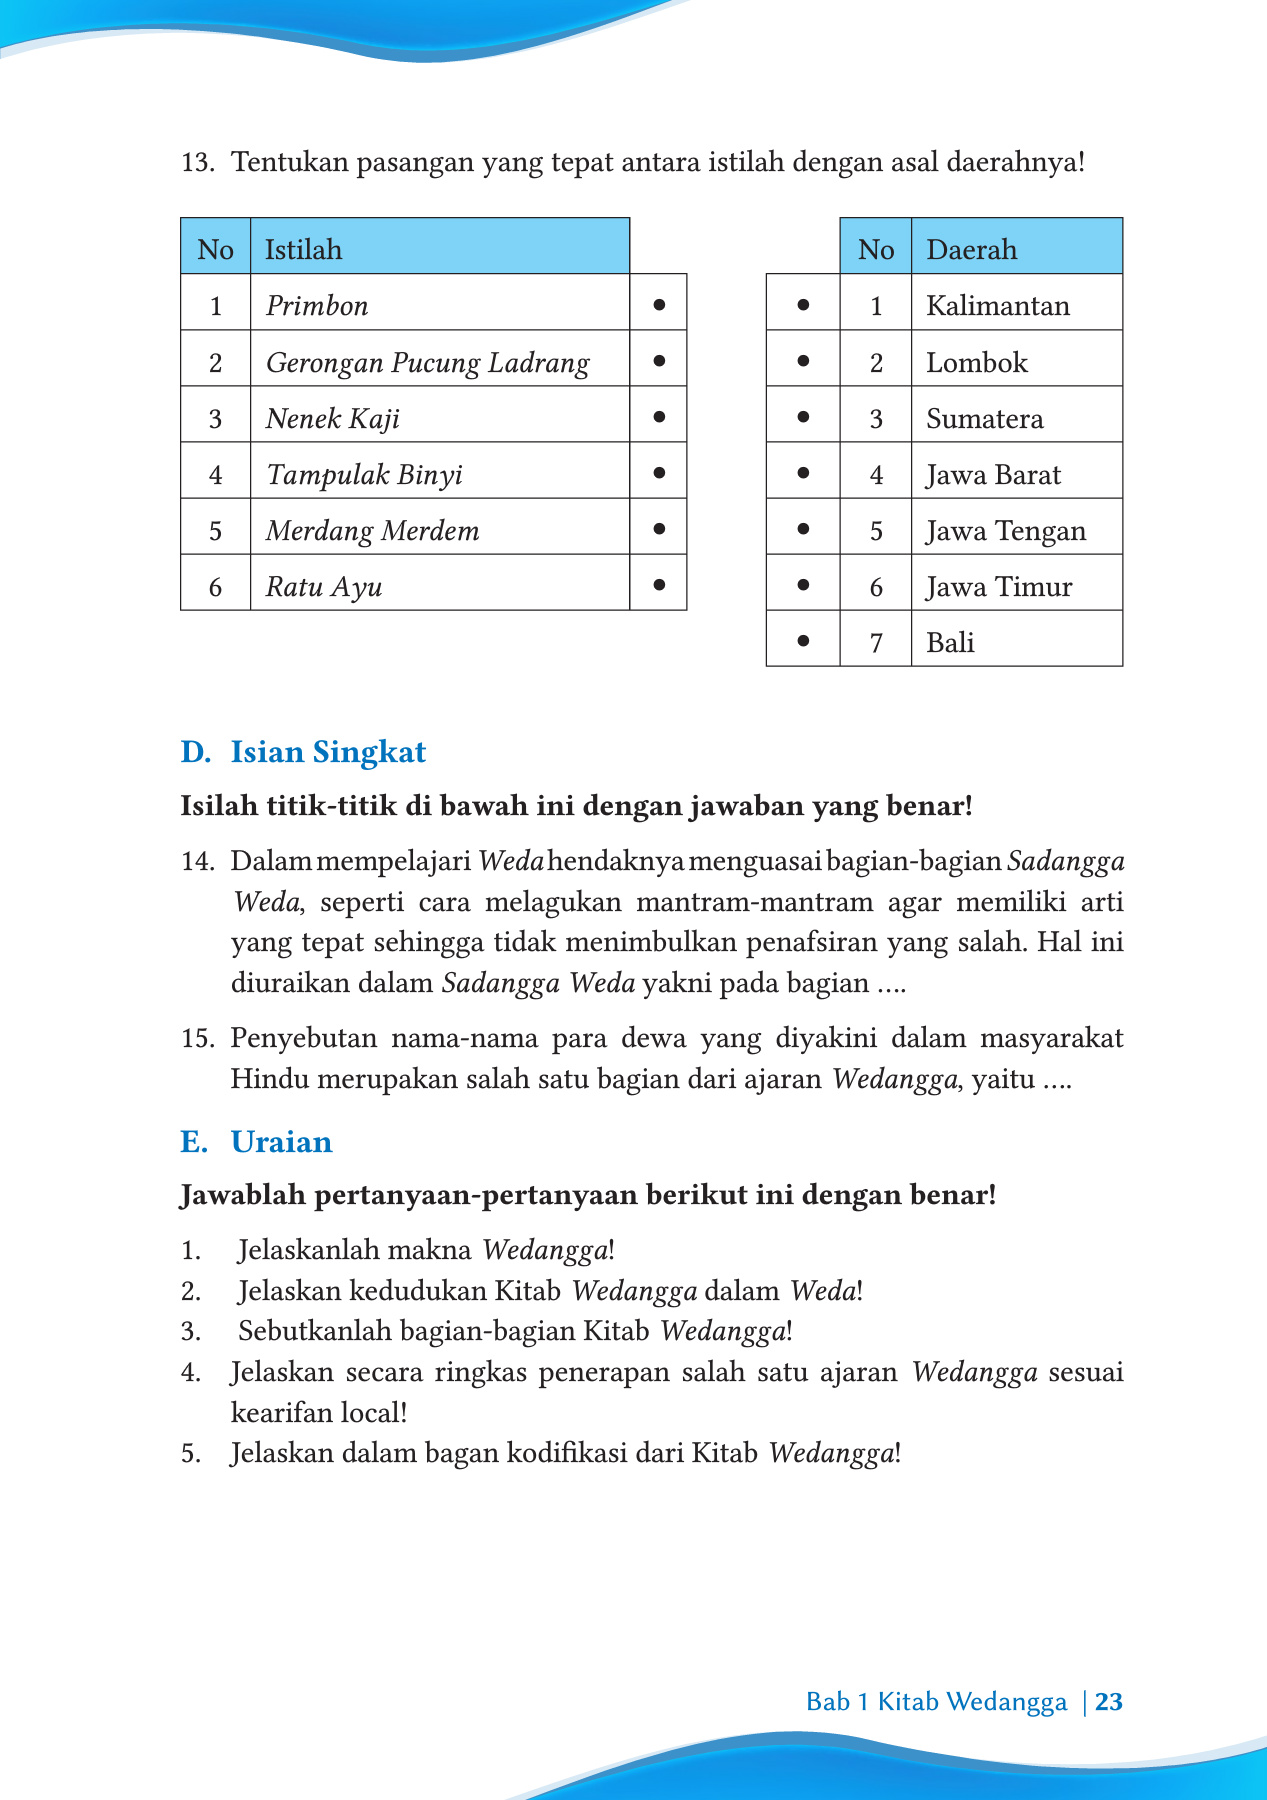 13. Tentukan pasangan yang tepat antara istilah dengan asal daerahnya!
No Istilah
1 Primbon •
2 Gerongan Pucung Ladrang •
3 Nenek Kaji •
4 Tampulak Binyi •
5 Merdang Merdem •
6 Ratu Ayu •
No Daerah
• 1 Kalimantan
• 2 Lombok
• 3 Sumatera
• 4 Jawa Barat
• 5 Jawa Tengan
• 6 Jawa Timur
• 7 Bali
D. Isian Singkat
Isilah titik-titik di bawah ini dengan jawaban yang benar!
14. Dalam mempelajari Weda hendaknya menguasai bagian-bagian Sadangga
Weda, seperti cara melagukan mantram-mantram agar memiliki arti
yang tepat sehingga tidak menimbulkan penafsiran yang salah. Hal ini
diuraikan dalam Sadangga Weda yakni pada bagian ….
15. Penyebutan nama-nama para dewa yang diyakini dalam masyarakat
Hindu merupakan salah satu bagian dari ajaran Wedangga, yaitu ….
E. Uraian
Jawablah pertanyaan-pertanyaan berikut ini dengan benar!
1. Jelaskanlah makna Wedangga!
2. Jelaskan kedudukan Kitab Wedangga dalam Weda!
3. Sebutkanlah bagian-bagian Kitab Wedangga!
4. Jelaskan secara ringkas penerapan salah satu ajaran Wedangga sesuai
kearifan local!
5. Jelaskan dalam bagan kodifikasi dari Kitab Wedangga!
Bab 1 Kitab Wedangga | 23